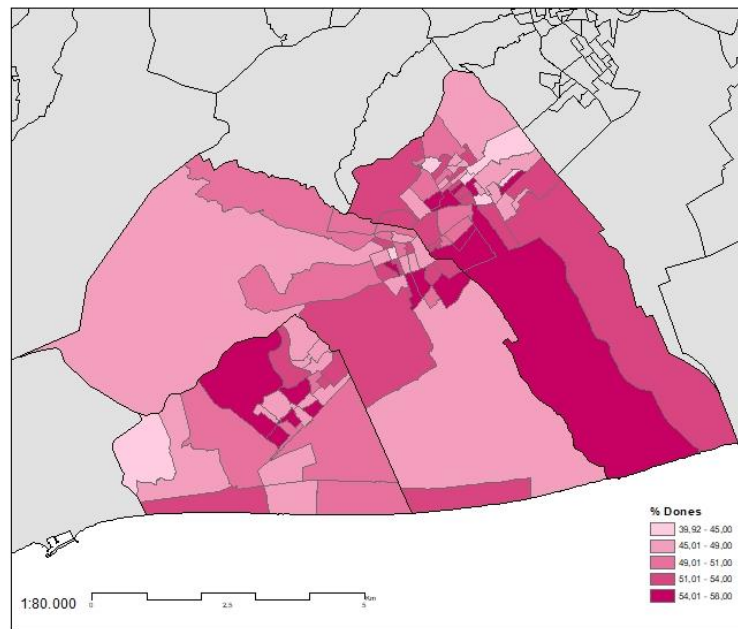 % Dones
39,92 - 45,00
45,01 - 49,00
49,01 - 51,00
51,01 - 54,00
54,01 - 58,00
1:80.000
Km
0 2,5 5